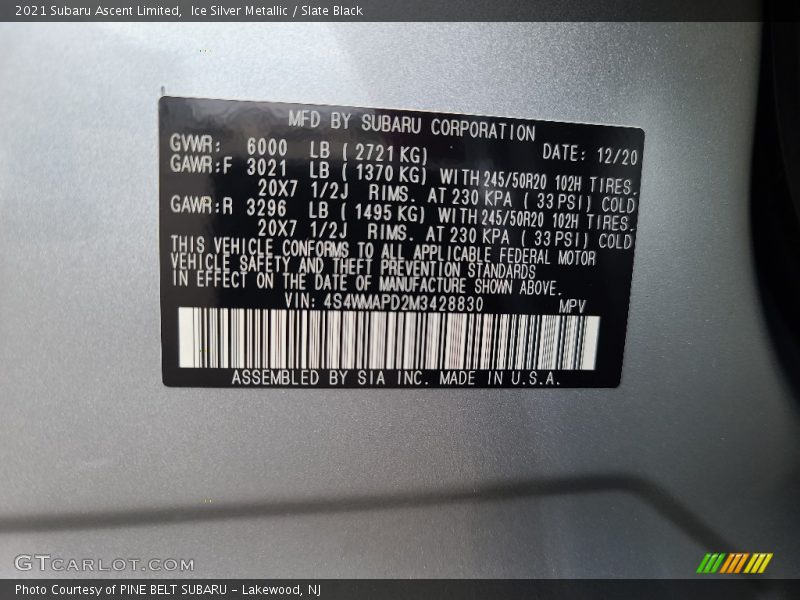 2021 Subaru Ascent Limited,  Ice Silver Metallic / Slate Black
MFD BY SUBARU CORPORATION
GVWR: 6000 LB (2721 KG) DATE: 12/20
GAWR:F 3021 LB (1370 KG) WITH 245/50R20 102H TIRES.
20X7 1/2J RIMS. AT 230 KPA (33 PSI) COLD
GAWR:R 3296 LB (1495 KG) WITH 245/50R20 102H TIRES.
20X7 1/2J RIMS. AT 230 KPA (33 PSI) COLD
THIS VEHICLE CONFORMS TO ALL APPLICABLE FEDERAL MOTOR
VEHICLE SAFETY AND THEFT PREVENTION STANDARDS
IN EFFECT ON THE DATE OF MANUFACTURE SHOWN ABOVE.
VIN: 4S4WMAPD2M3428830 MPV
ASSEMBLED BY SIA INC. MADE IN U.S.A.
GTCARLOT.COM
Photo Courtesy of PINE BELT SUBARU - Lakewood, NJ